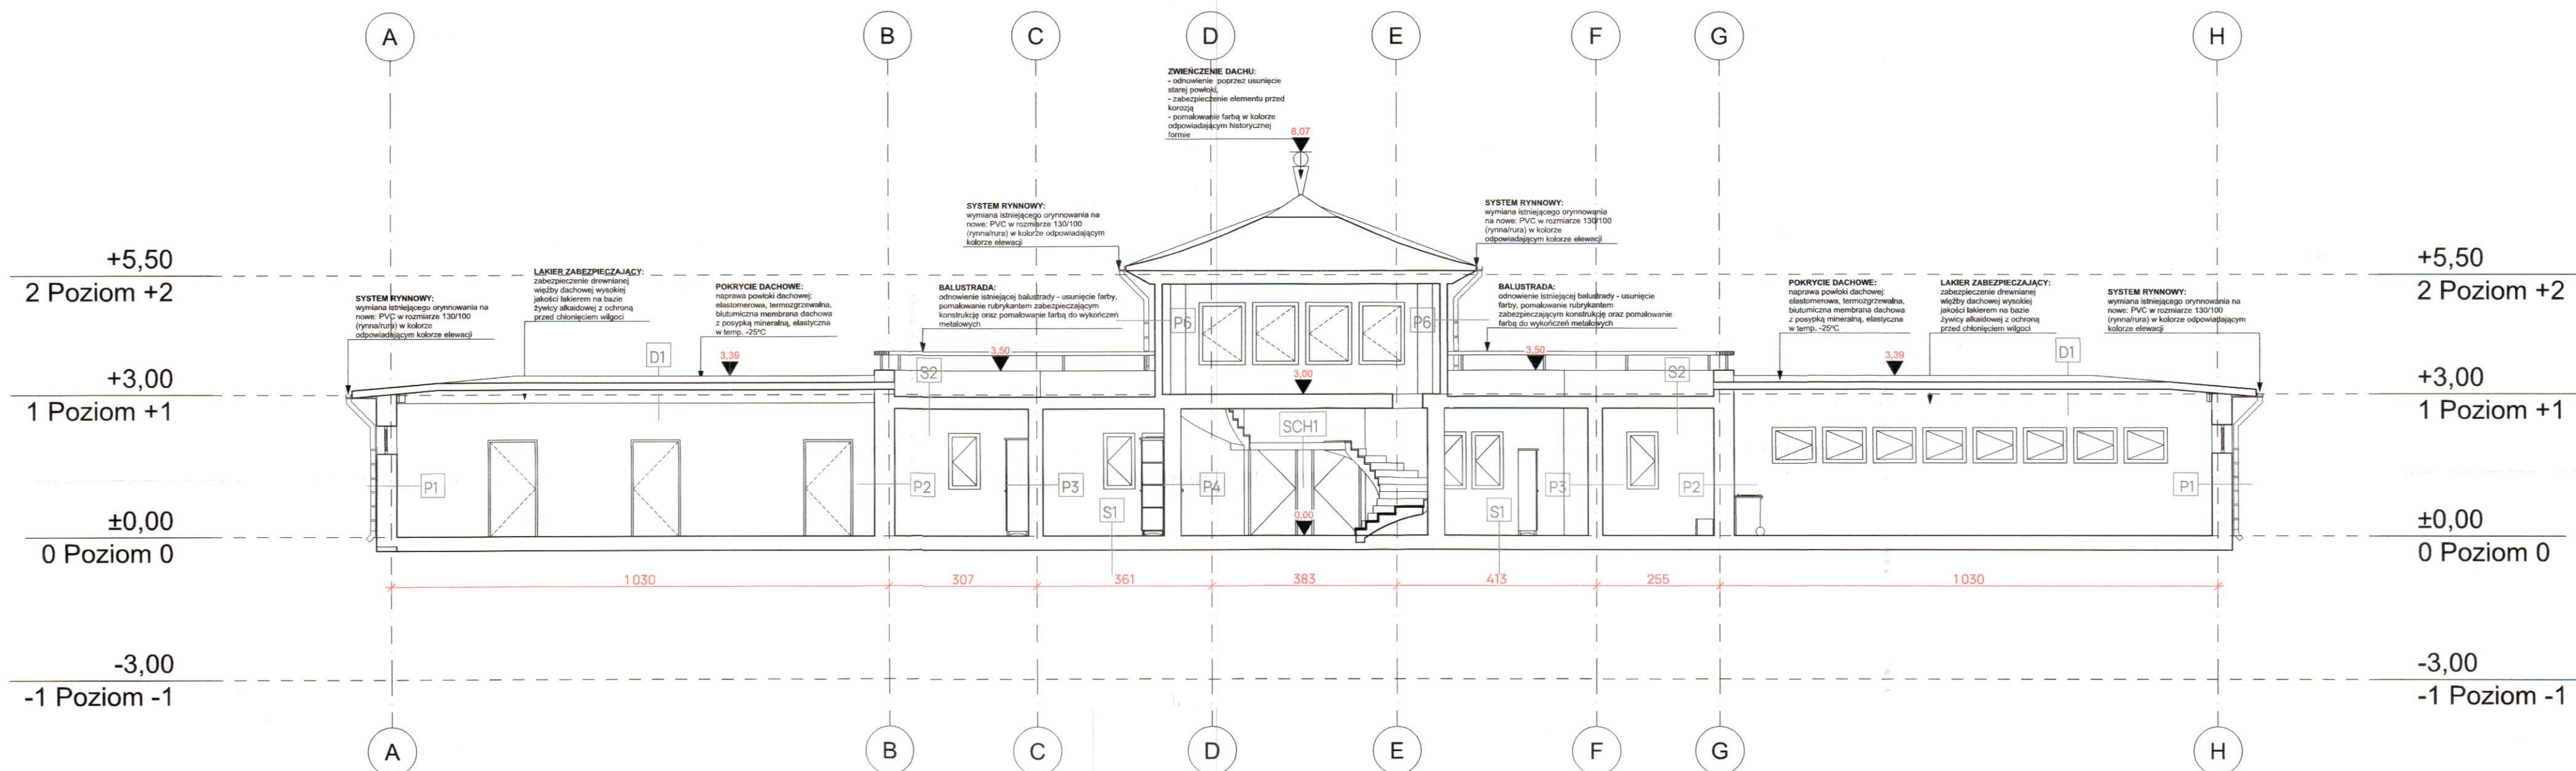 A
B
C
D
E
F
G
H
ZWIEŃCZENIE DACHU:
- odnowienie poprzez usunięcie
starej powłoki,
- zabezpieczenie elementu przed
korozją
- pomalowanie farbą w kolorze
odpowiadającym historycznej
formie
8,07
SYSTEM RYNNOWY:
wymiana istniejącego orynnowania na
nowe: PVC w rozmiarze 130/100
(rynna/rura) w kolorze odpowiadającym
kolorze elewacji
SYSTEM RYNNOWY:
wymiana istniejącego orynnowania
na nowe: PVC w rozmiarze 130/100
(rynna/rura) w kolorze
odpowiadającym kolorze elewacji
+5,50
2 Poziom +2
+5,50
2 Poziom +2
SYSTEM RYNNOWY:
wymiana istniejącego orynnowania na
nowe: PVC w rozmiarze 130/100
(rynna/rura) w kolorze
odpowiadającym kolorze elewacji
LAKIER ZABEZPIECZAJĄCY:
zabezpieczenie drewnianej
więźby dachowej wysokiej
jakości lakierem na bazie
żywicy alkaidowej z ochroną
przed chłonięciem wilgoci
POKRYCIE DACHOWE:
naprawa powłoki dachowej:
elastomerowa, termozgrzewalna,
biutumiczna membrana dachowa
z posypką mineralną, elastyczna
w temp. -25ºC
BALUSTRADA:
odnowienie istniejącej balustrady - usunięcie farby,
pomalowanie rubrykantem zabezpieczającym
konstrukcję oraz pomalowanie farbą do wykończeń
metalowych
BALUSTRADA:
odnowienie istniejącej balustrady - usunięcie
farby, pomalowanie rubrykantem
zabezpieczającym konstrukcję oraz pomalowanie
farbą do wykończeń metalowych
POKRYCIE DACHOWE:
naprawa powłoki dachowej:
elastomerowa, termozgrzewalna,
biutumiczna membrana dachowa
z posypką mineralną, elastyczna
w temp. -25ºC
LAKIER ZABEZPIECZAJĄCY:
zabezpieczenie drewnianej
więźby dachowej wysokiej
jakości lakierem na bazie
żywicy alkaidowej z ochroną
przed chłonięciem wilgoci
SYSTEM RYNNOWY:
wymiana istniejącego orynnowania na
nowe: PVC w rozmiarze 130/100
(rynna/rura) w kolorze odpowiadającym
kolorze elewacji
P6
P6
D1
3,39
S2
3,50
3,50
S2
3,39
D1
+3,00
1 Poziom +1
3,00
+3,00
1 Poziom +1
SCH1
P1
P2
P3
P4
P3
P2
P1
S1
S1
0,00
±0,00
0 Poziom 0
±0,00
0 Poziom 0
1030
307
361
383
413
255
1030
-3,00
-1 Poziom -1
-3,00
-1 Poziom -1
A
B
C
D
E
F
G
H